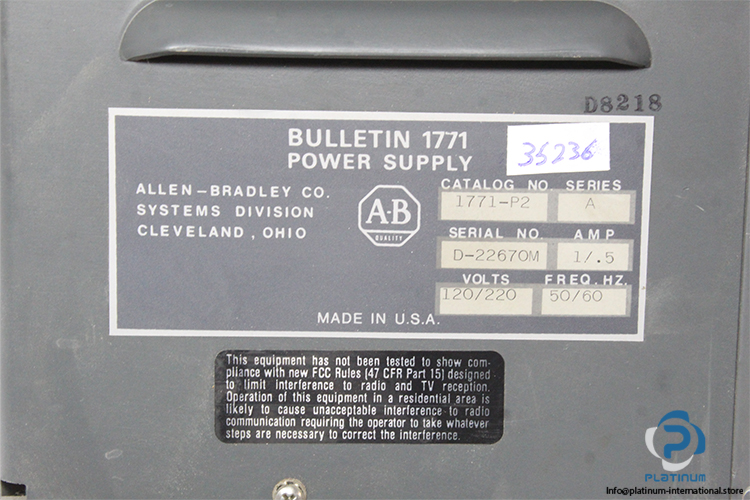 D8218
BULLETIN 1771
POWER SUPPLY
35236
ALLEN-BRADLEY CO.
SYSTEMS DIVISION
CLEVELAND, OHIO
A-B
QUALITY
CATALOG NO. SERIES
1771-P2 A
SERIAL NO. AMP
D-22670M 1/.5
VOLTS FREQ. HZ.
120/220 50/60
MADE IN U.S.A.
This equipment has not been tested to show com-
pliance with new FCC Rules (47 CFR Part 15) designed
to limit interference to radio and TV reception.
Operation of this equipment in a residential area is
likely to cause unacceptable interference to radio
communication requiring the operator to take whatever
steps are necessary to correct the interference.
PLATINUM
Info@platinum-international.store